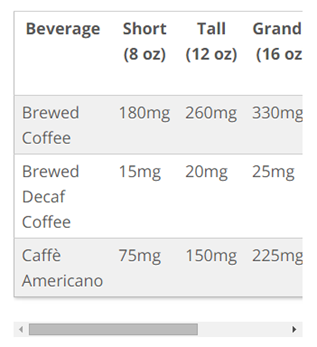 Beverage Short Tall Grand
(8 oz) (12 oz) (16 oz
Brewed 180mg 260mg 330mg
Coffee
Brewed 15mg 20mg 25mg
Decaf
Coffee
Caffè 75mg 150mg 225mg
Americano